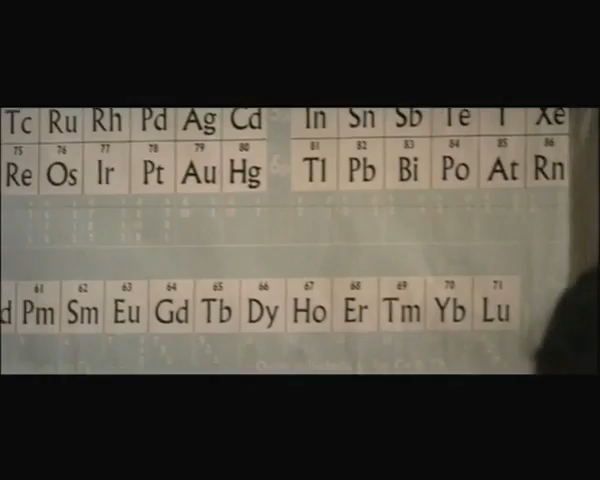 Tc Ru Rh Pd Ag Cd In Sn Sb Te I Xe
75 76 77 78 79 80 81 82 83 84 85 86
Re Os Ir Pt Au Hg Tl Pb Bi Po At Rn
61 62 63 64 65 66 67 68 69 70 71
d Pm Sm Eu Gd Tb Dy Ho Er Tm Yb Lu